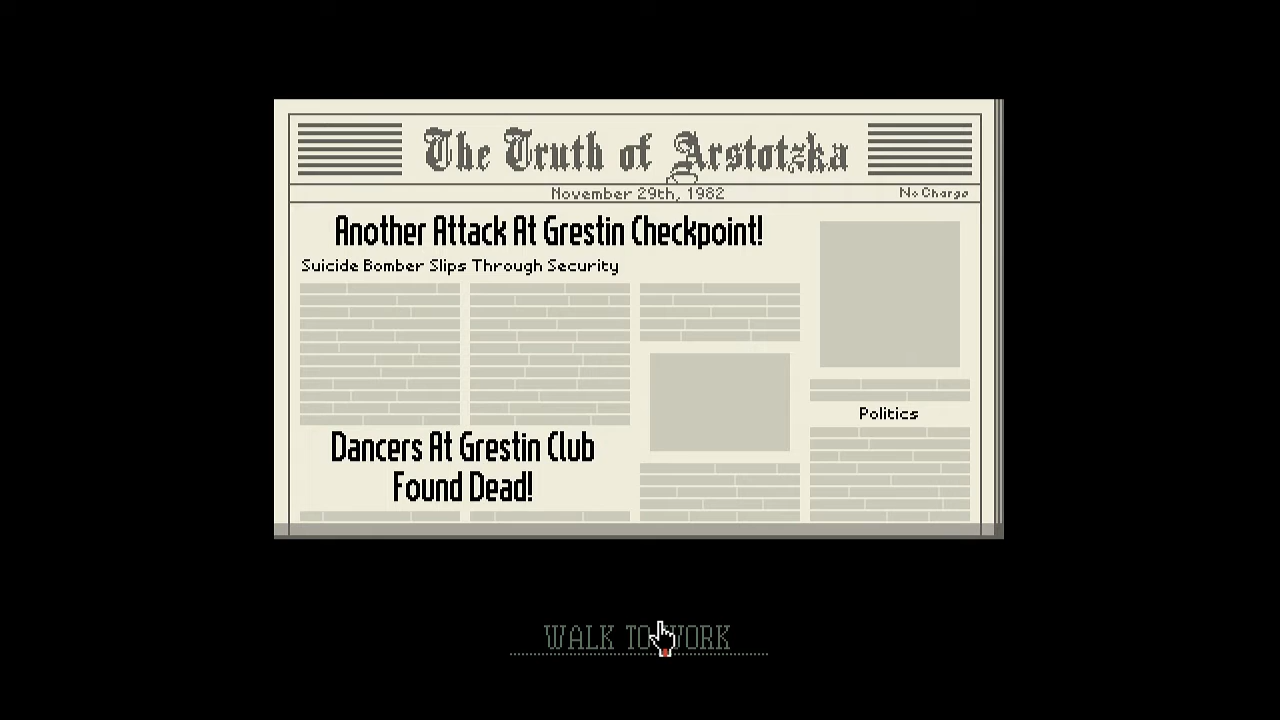 The Truth of Arstotzka
November 29th, 1982
No Charge
Another Attack At Grestin Checkpoint!
Suicide Bomber Slips Through Security
Dancers At Grestin Club
Found Dead!
Politics
WALK TO WORK